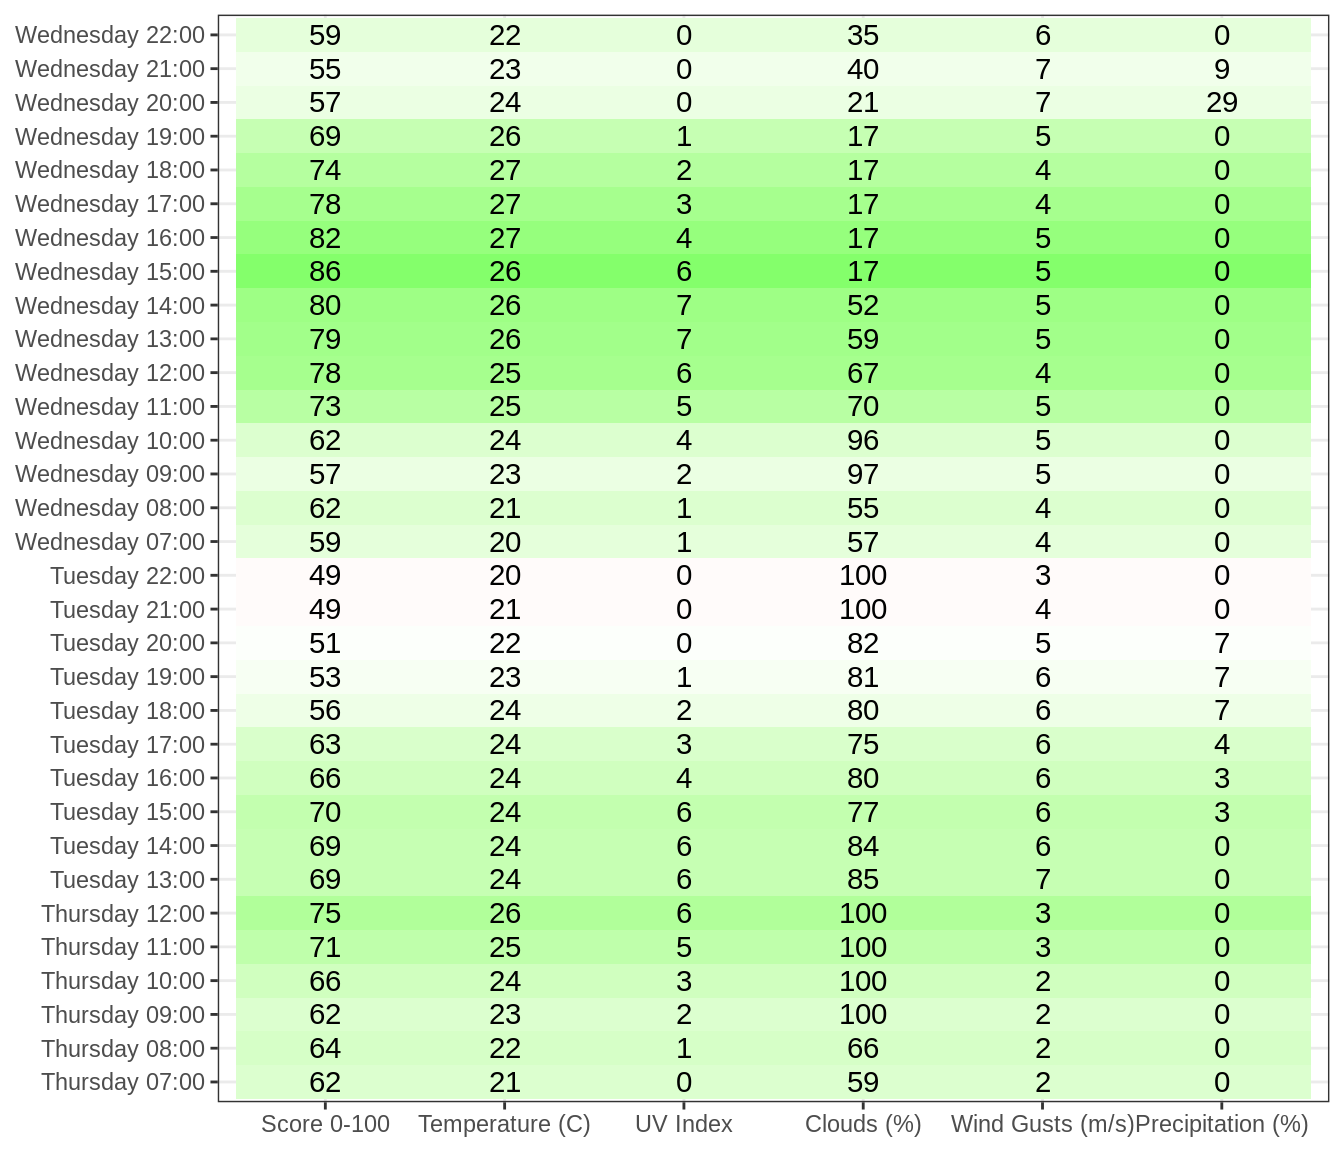 Wednesday 22:00 59 22 0 35 6 0
Wednesday 21:00 55 23 0 40 7 9
Wednesday 20:00 57 24 0 21 7 29
Wednesday 19:00 69 26 1 17 5 0
Wednesday 18:00 74 27 2 17 4 0
Wednesday 17:00 78 27 3 17 4 0
Wednesday 16:00 82 27 4 17 5 0
Wednesday 15:00 86 26 6 17 5 0
Wednesday 14:00 80 26 7 52 5 0
Wednesday 13:00 79 26 7 59 5 0
Wednesday 12:00 78 25 6 67 4 0
Wednesday 11:00 73 25 5 70 5 0
Wednesday 10:00 62 24 4 96 5 0
Wednesday 09:00 57 23 2 97 5 0
Wednesday 08:00 62 21 1 55 4 0
Wednesday 07:00 59 20 1 57 4 0
Tuesday 22:00 49 20 0 100 3 0
Tuesday 21:00 49 21 0 100 4 0
Tuesday 20:00 51 22 0 82 5 7
Tuesday 19:00 53 23 1 81 6 7
Tuesday 18:00 56 24 2 80 6 7
Tuesday 17:00 63 24 3 75 6 4
Tuesday 16:00 66 24 4 80 6 3
Tuesday 15:00 70 24 6 77 6 3
Tuesday 14:00 69 24 6 84 6 0
Tuesday 13:00 69 24 6 85 7 0
Thursday 12:00 75 26 6 100 3 0
Thursday 11:00 71 25 5 100 3 0
Thursday 10:00 66 24 3 100 2 0
Thursday 09:00 62 23 2 100 2 0
Thursday 08:00 64 22 1 66 2 0
Thursday 07:00 62 21 0 59 2 0
Score 0-100 Temperature (C) UV Index Clouds (%) Wind Gusts (m/s) Precipitation (%)